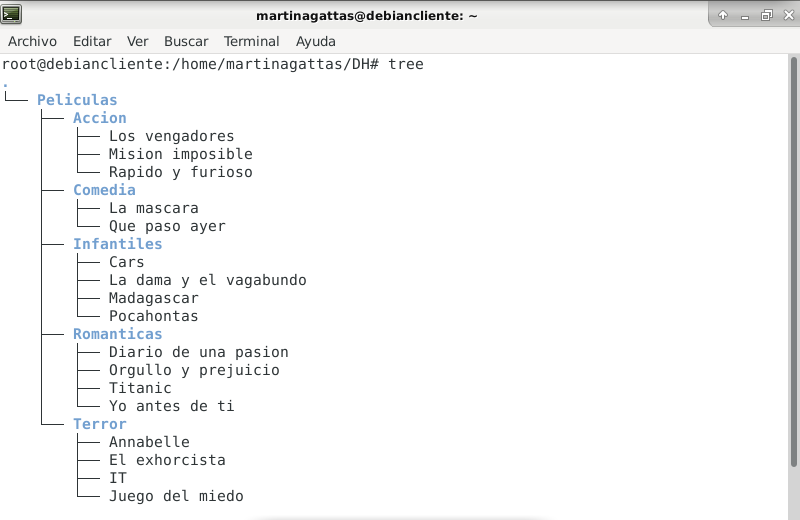 martinagattas@debiancliente: ~
Archivo Editar Ver Buscar Terminal Ayuda
root@debiancliente:/home/martinagattas/DH# tree
.
└── Peliculas
    ├── Accion
    │   ├── Los vengadores
    │   ├── Mision imposible
    │   └── Rapido y furioso
    ├── Comedia
    │   ├── La mascara
    │   └── Que paso ayer
    ├── Infantiles
    │   ├── Cars
    │   ├── La dama y el vagabundo
    │   ├── Madagascar
    │   └── Pocahontas
    ├── Romanticas
    │   ├── Diario de una pasion
    │   ├── Orgullo y prejuicio
    │   ├── Titanic
    │   └── Yo antes de ti
    └── Terror
        ├── Annabelle
        ├── El exhorcista
        ├── IT
        └── Juego del miedo